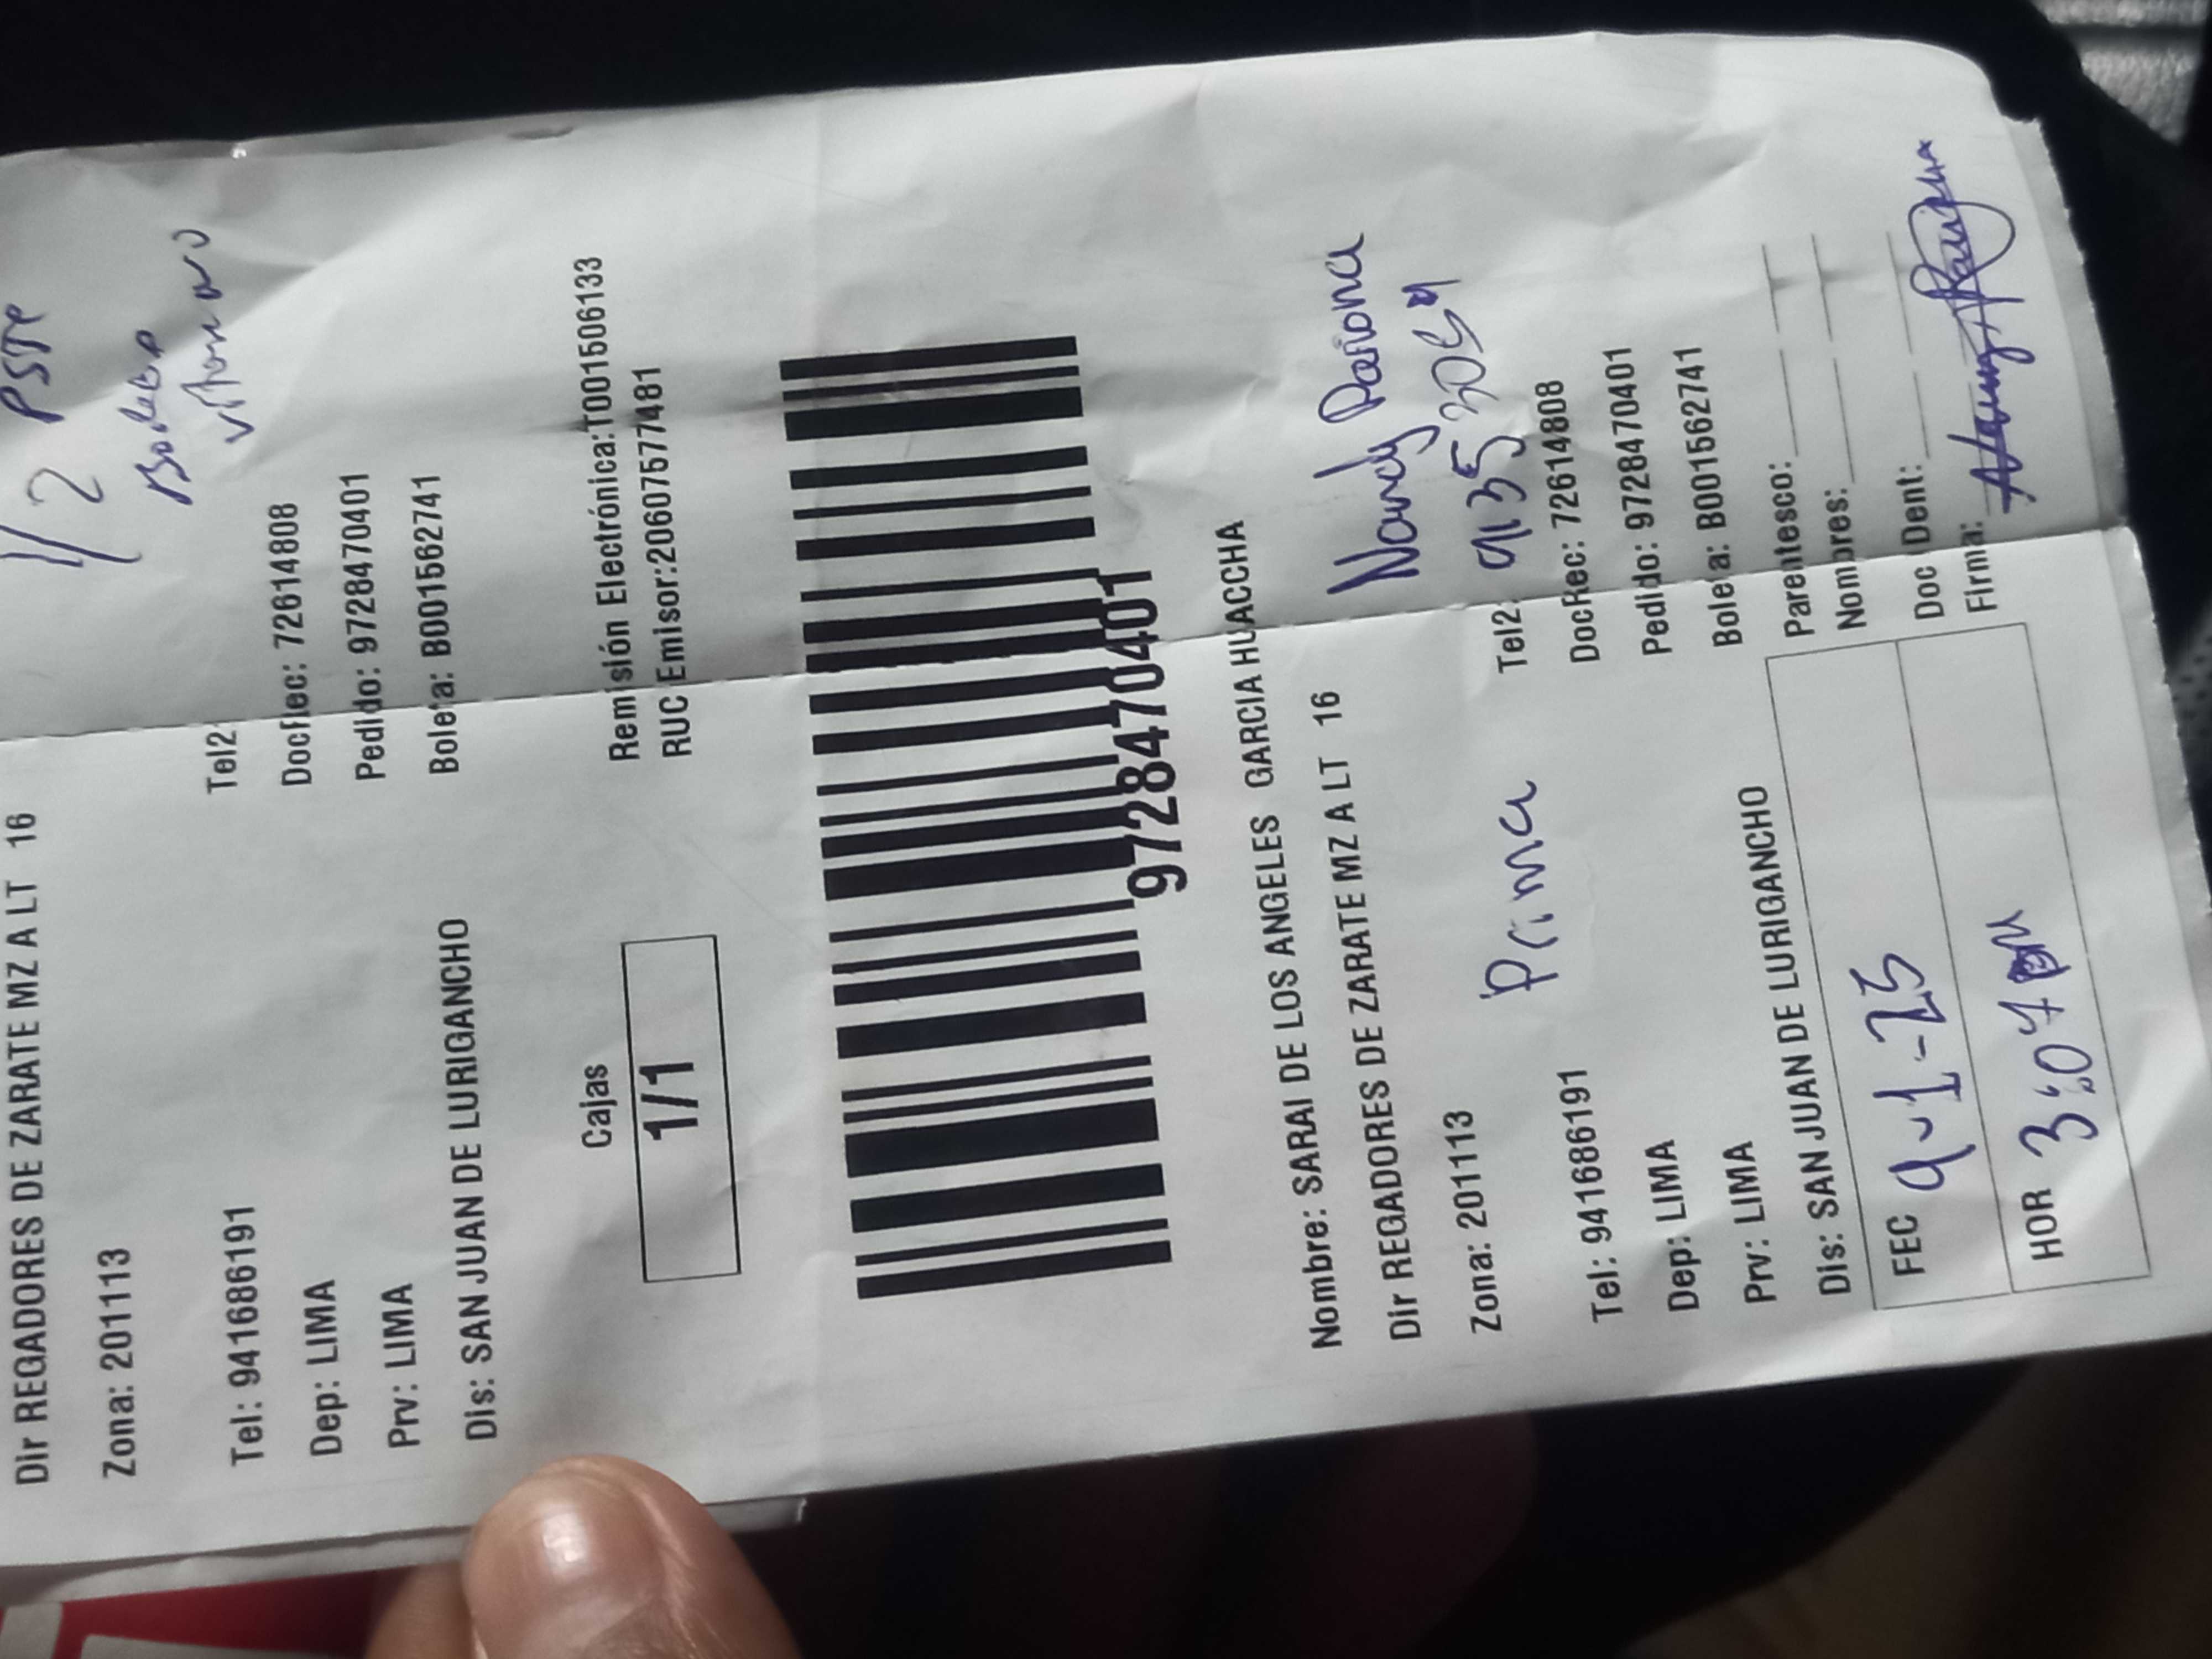 1/2 PSTE
Dir REGADORES DE ZARATE MZ A LT 16
Zona: 201113
Tel: 941686191 Tel2:
Dep: LIMA DocRec: 72614808
Prv: LIMA Pedido: 9728470401
Dis: SAN JUAN DE LURIGANCHO Boleta: B001562741
Cajas Remisión Electrónica:T001506133
1/1 RUC Emisor:20607577481
9728470401
Nombre: SARAI DE LOS ANGELES GARCIA HUACCHA
Dir REGADORES DE ZARATE MZ A LT 16
Nandy Pariona
Zona: 201113 Prima
Tel: 941686191 Tel2:
Dep: LIMA DocRec: 72614808
Prv: LIMA Pedido: 9728470401
Dis: SAN JUAN DE LURIGANCHO Boleta: B001562741
FEC 9-1-25 Parentesco:
Nombres:
HOR 3:07 pm Doc Dent:
Firma: